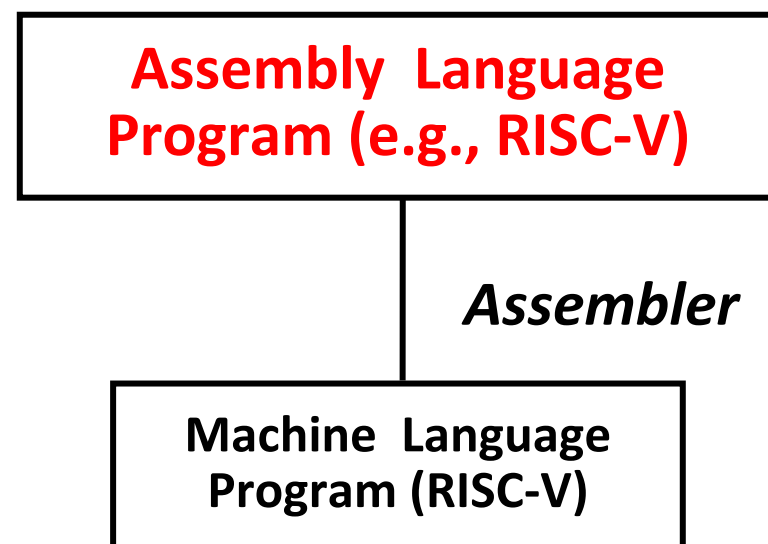 Assembly Language
Program (e.g., RISC-V)
Assembler
Machine Language
Program (RISC-V)